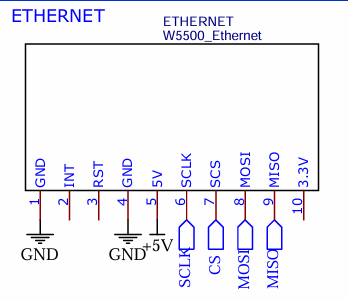 ETHERNET
ETHERNET
W5500_Ethernet
GND INT RST GND 5V SCLK SCS MOSI MISO 3.3V
1 2 3 4 5 6 7 8 9 10
GND GND +5V SCLK CS MOSI MISO